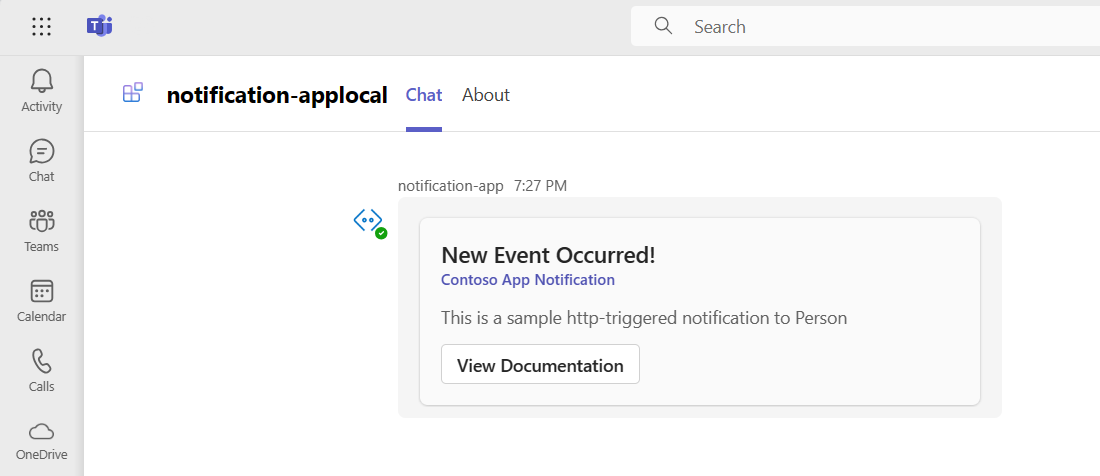 Search
Activity
Chat
Teams
Calendar
Calls
OneDrive
notification-applocal Chat About
notification-app 7:27 PM
New Event Occurred!
Contoso App Notification
This is a sample http-triggered notification to Person
View Documentation